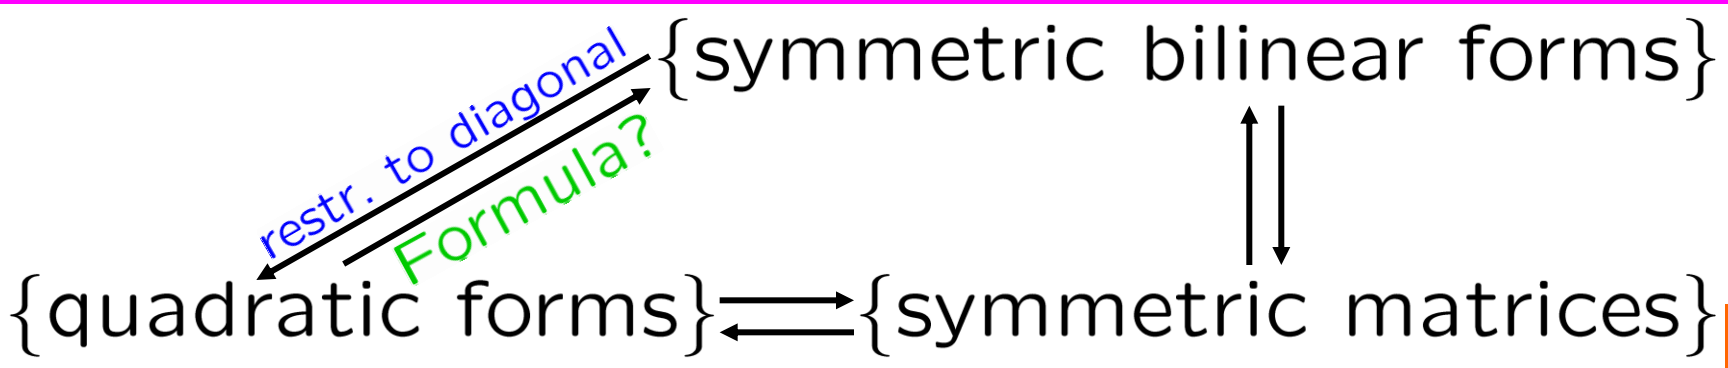 {symmetric bilinear forms}
restr. to diagonal
Formula?
{quadratic forms}
{symmetric matrices}